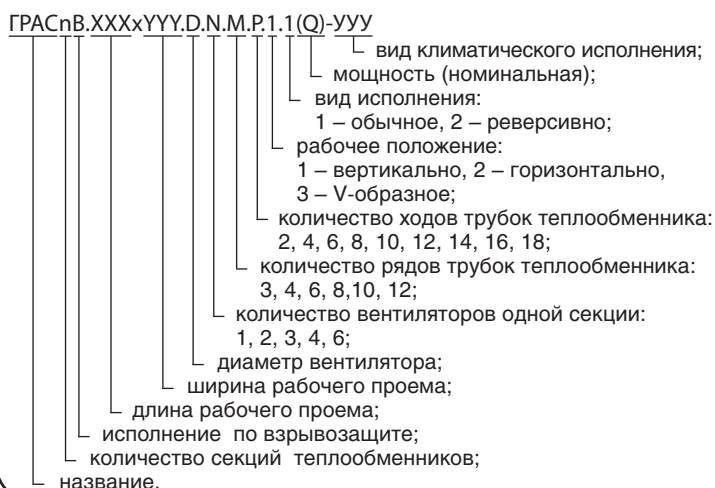 ГРАСnВ.XXXxYYY.D.N.M.P.1.1(Q)-УУУ
вид климатического исполнения;
мощность (номинальная);
вид исполнения:
1 – обычное, 2 – реверсивно;
рабочее положение:
1 – вертикально, 2 – горизонтально,
3 – V-образное;
количество ходов трубок теплообменника:
2, 4, 6, 8, 10, 12, 14, 16, 18;
количество рядов трубок теплообменника:
3, 4, 6, 8,10, 12;
количество вентиляторов одной секции:
1, 2, 3, 4, 6;
диаметр вентилятора;
ширина рабочего проема;
длина рабочего проема;
исполнение по взрывозащите;
количество секций теплообменников;
название.